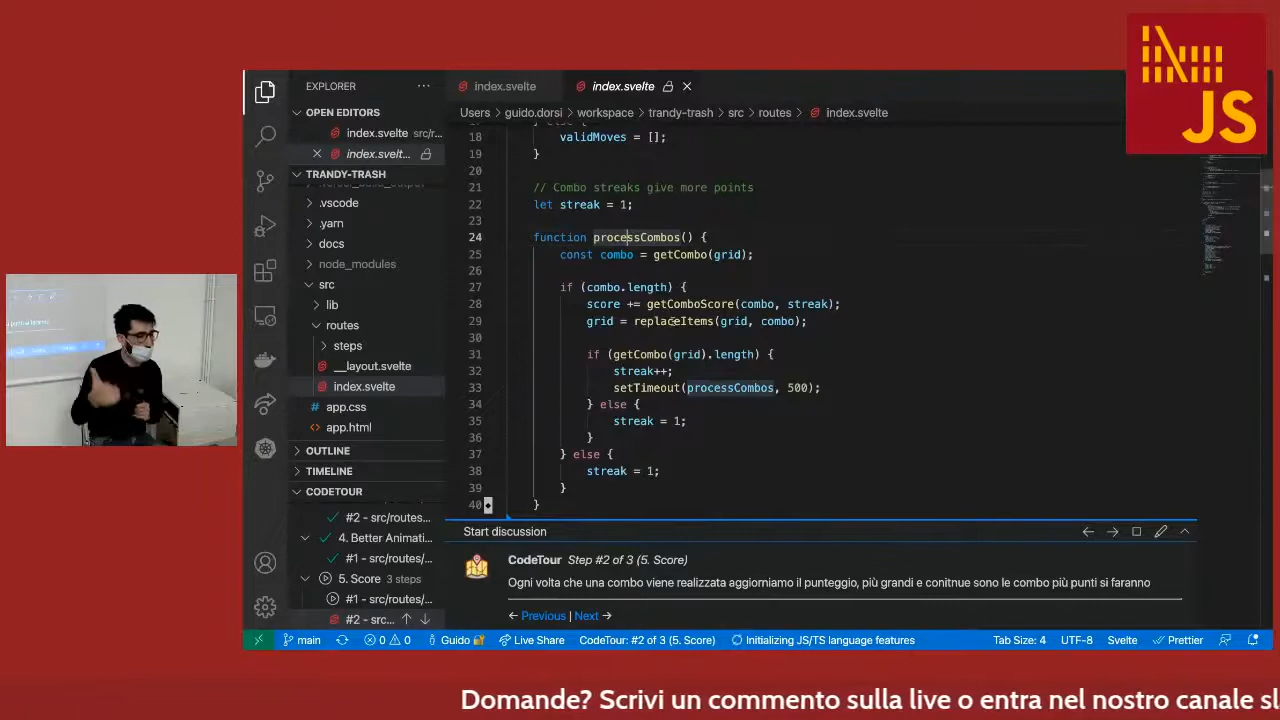 JS
EXPLORER
OPEN EDITORS
index.svelte src/r...
index.svelt...
TRANDY-TRASH
.vscode
.yarn
docs
node_modules
src
lib
routes
steps
__layout.svelte
index.svelte
app.css
app.html
OUTLINE
TIMELINE
CODETOUR
#2 - src/routes...
4. Better Animati...
#1 - src/routes/...
5. Score 3 steps
#1 - src/routes/...
#2 - src...
index.svelte
index.svelte
Users > guido.dorsi > workspace > trandy-trash > src > routes > index.svelte
18 validMoves = [];
19 }
20
21 // Combo streaks give more points
22 let streak = 1;
23
24 function processCombos() {
25 const combo = getCombo(grid);
26
27 if (combo.length) {
28 score += getComboScore(combo, streak);
29 grid = replaceItems(grid, combo);
30
31 if (getCombo(grid).length) {
32 streak++;
33 setTimeout(processCombos, 500);
34 } else {
35 streak = 1;
36 }
37 } else {
38 streak = 1;
39 }
40 }
Start discussion
CodeTour Step #2 of 3 (5. Score)
Ogni volta che una combo viene realizzata aggiorniamo il punteggio, più grandi e conitnue sono le combo più punti si faranno
← Previous | Next →
main 0 0 Guido Live Share CodeTour: #2 of 3 (5. Score) Initializing JS/TS language features Tab Size: 4 UTF-8 Svelte Prettier
Domande? Scrivi un commento sulla live o entra nel nostro canale sl